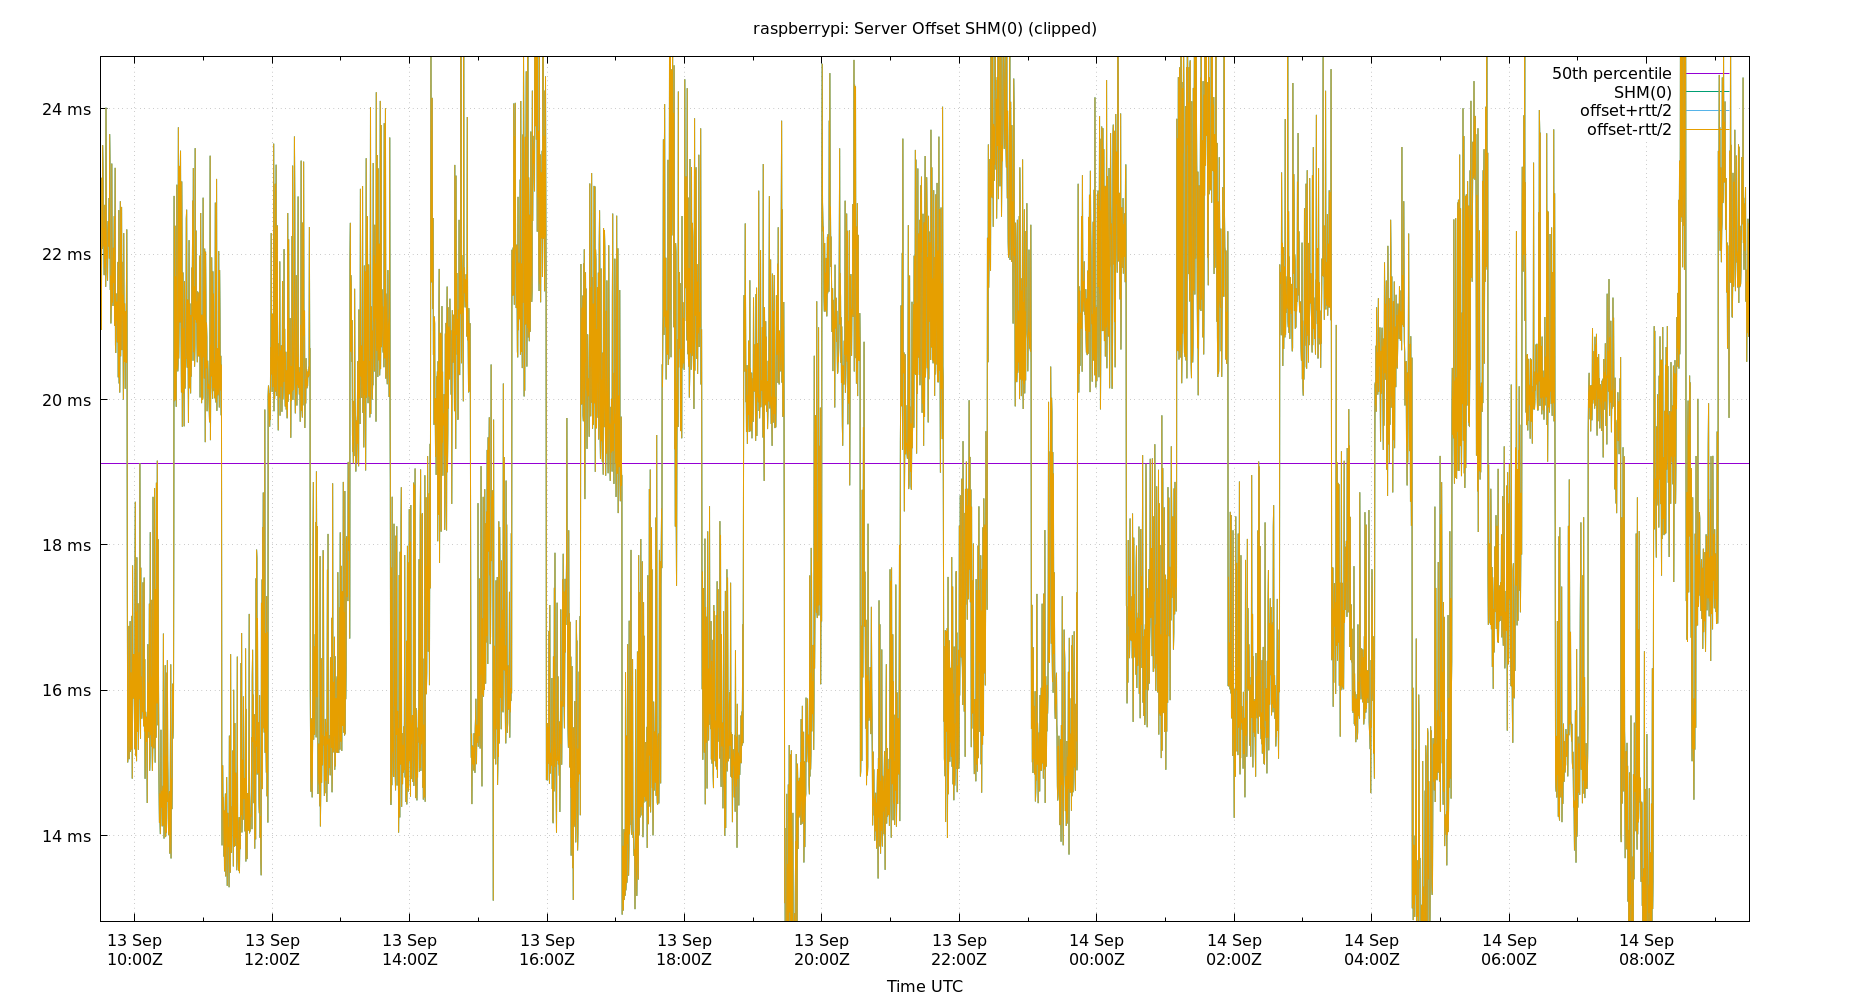 raspberrypi: Server Offset SHM(0) (clipped)
50th percentile
SHM(0)
offset+rtt/2
offset-rtt/2
24 ms
22 ms
20 ms
18 ms
16 ms
14 ms
13 Sep 13 Sep 13 Sep 13 Sep 13 Sep 13 Sep 13 Sep 14 Sep 14 Sep 14 Sep 14 Sep 14 Sep
10:00Z 12:00Z 14:00Z 16:00Z 18:00Z 20:00Z 22:00Z 00:00Z 02:00Z 04:00Z 06:00Z 08:00Z
Time UTC